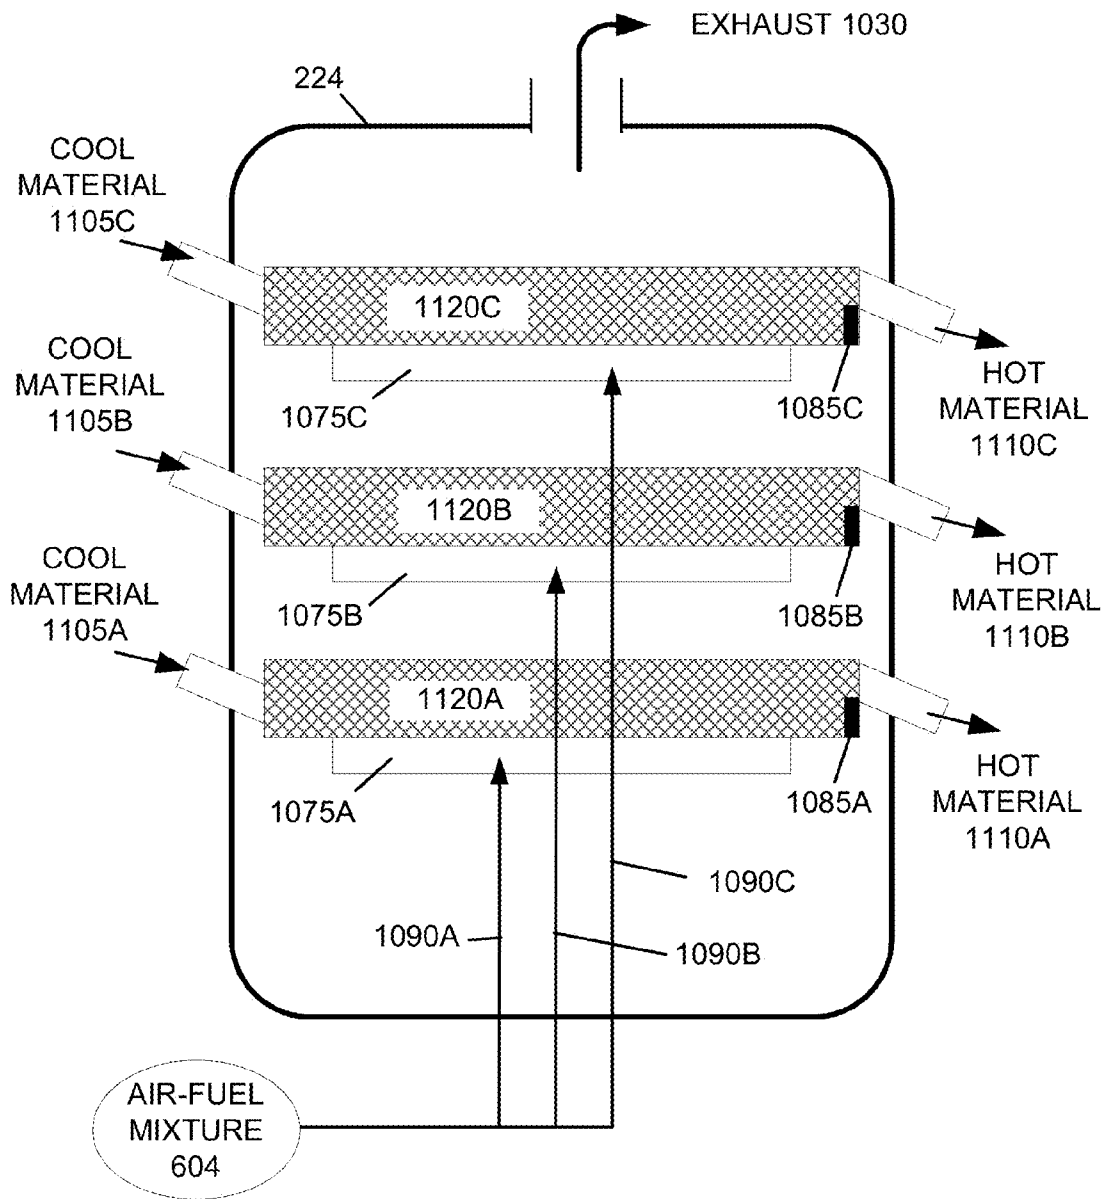 EXHAUST 1030
224
COOL
MATERIAL
1105C
1120C
COOL
MATERIAL
1105B
1075C
1085C
HOT
MATERIAL
1110C
1120B
COOL
MATERIAL
1105A
1075B
1085B
HOT
MATERIAL
1110B
1120A
1075A
1085A
HOT
MATERIAL
1110A
1090C
1090A
1090B
AIR-FUEL
MIXTURE
604